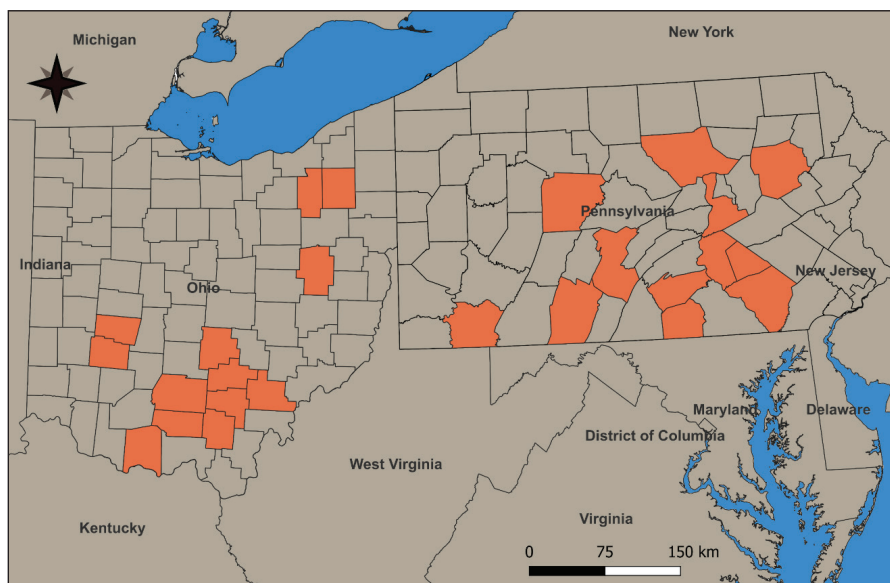 Michigan
New York
Pennsylvania
Indiana
Ohio
New Jersey
Maryland
Delaware
District of Columbia
West Virginia
Virginia
Kentucky
0 75 150 km